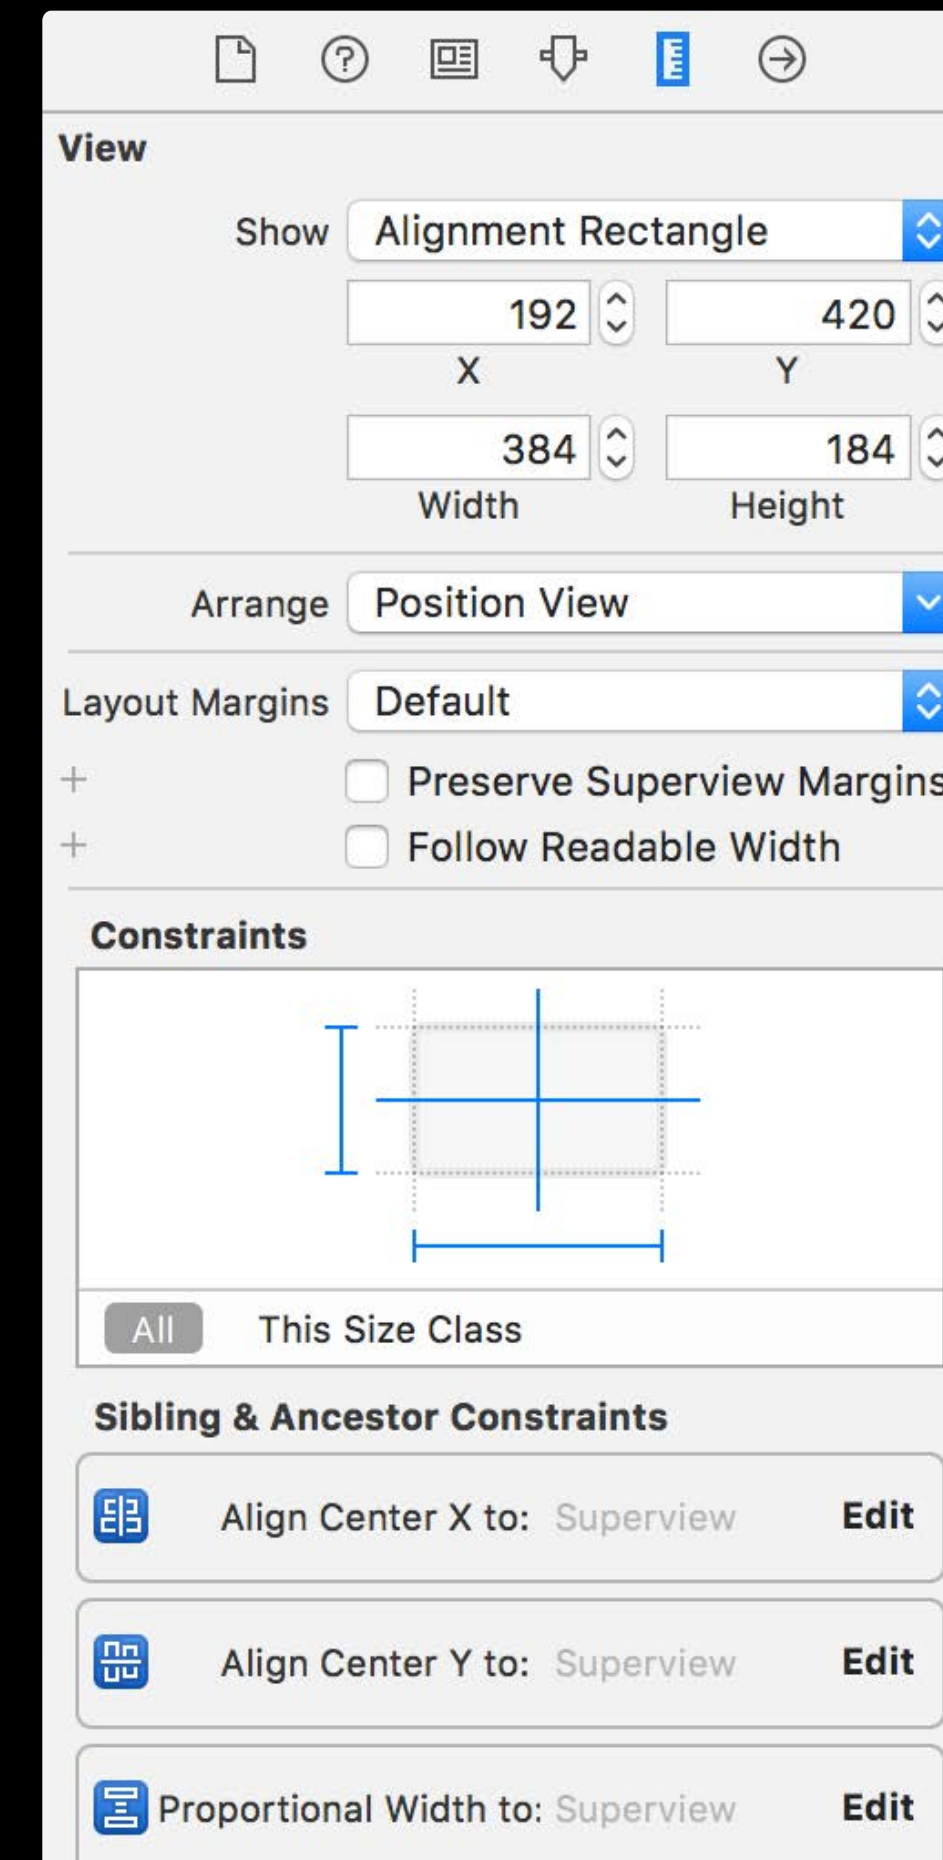 View
Show Alignment Rectangle
192 420
X Y
384 184
Width Height
Arrange Position View
Layout Margins Default
+ Preserve Superview Margins
+ Follow Readable Width
Constraints
All This Size Class
Sibling & Ancestor Constraints
Align Center X to: Superview Edit
Align Center Y to: Superview Edit
Proportional Width to: Superview Edit